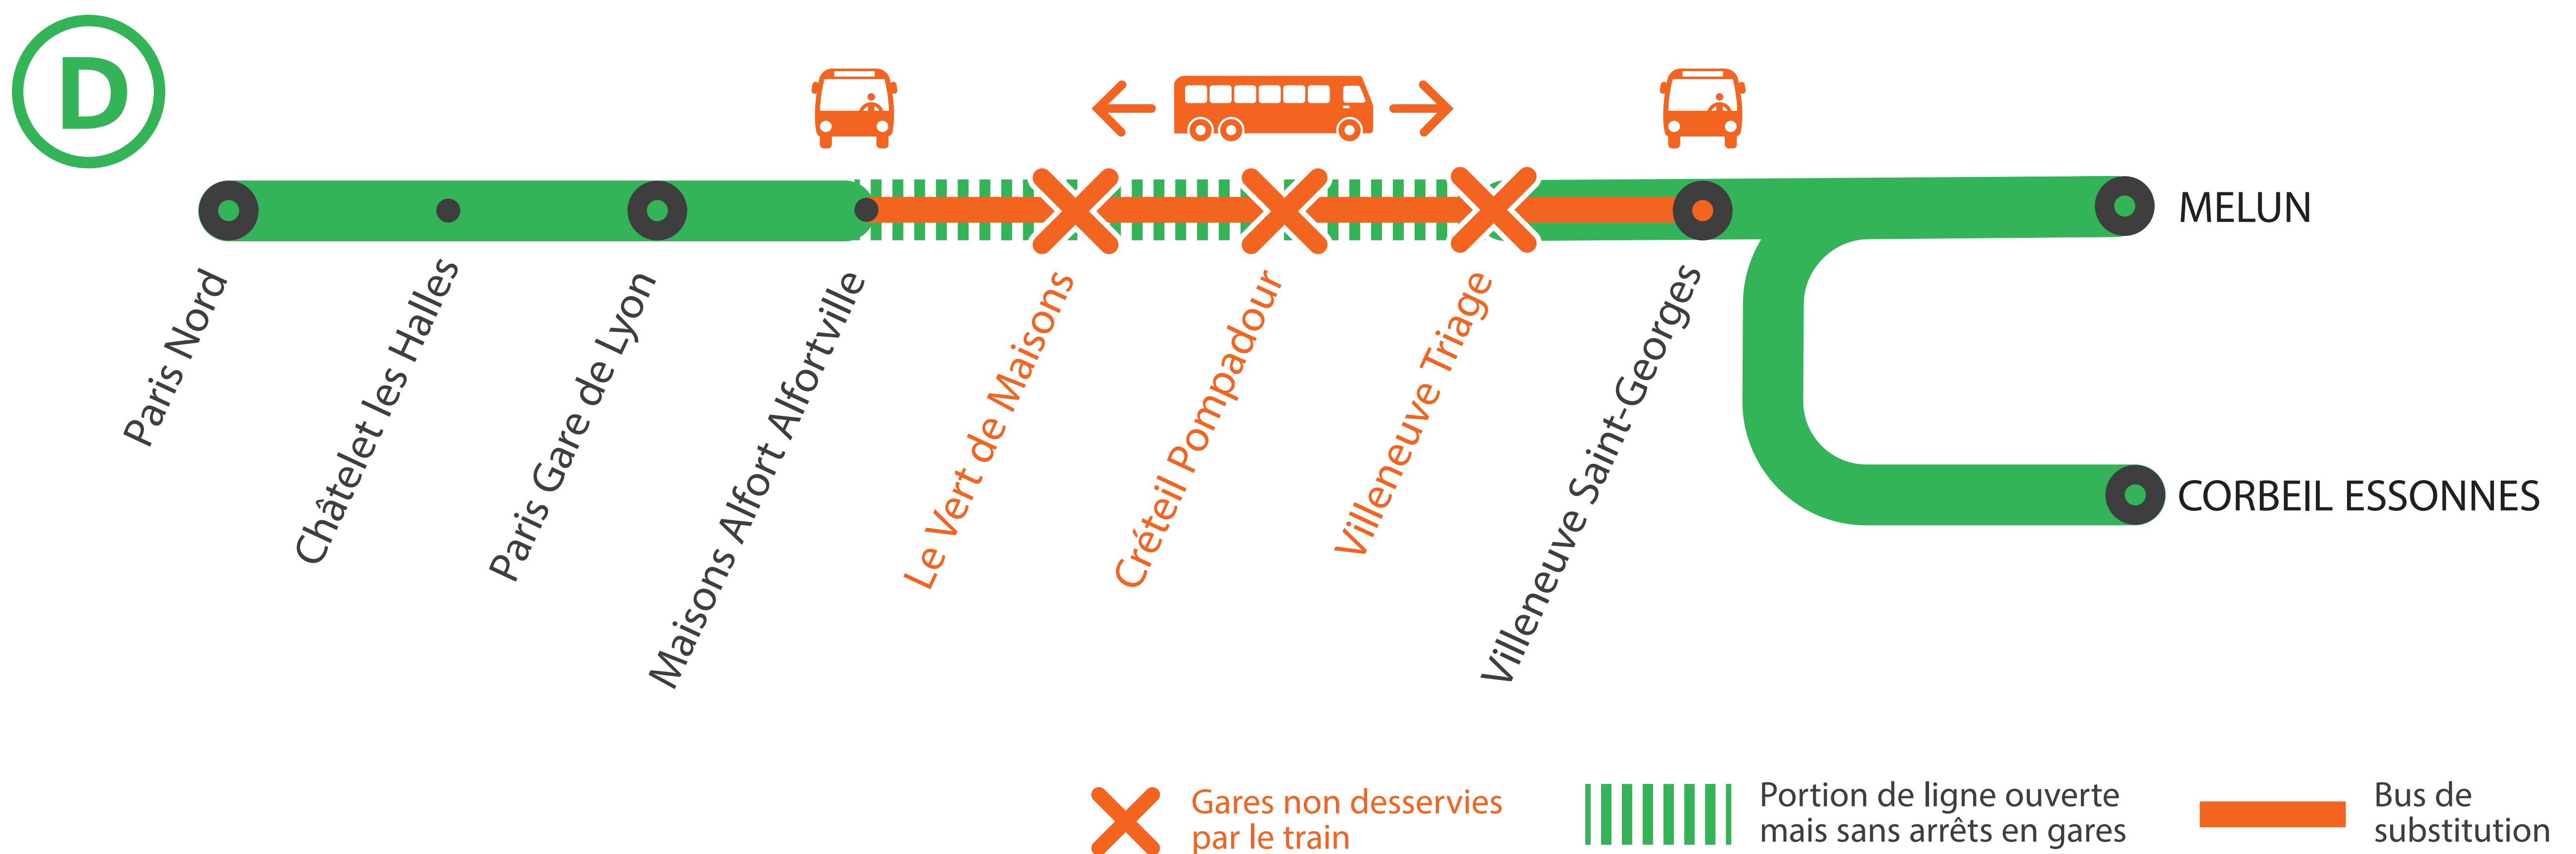 D
Paris Nord
Châtelet les Halles
Paris Gare de Lyon
Maisons Alfort Alfortville
Le Vert de Maisons
Créteil Pompadour
Villeneuve Triage
Villeneuve Saint-Georges
MELUN
CORBEIL ESSONNES
Gares non desservies
par le train
Portion de ligne ouverte
mais sans arrêts en gares
Bus de
substitution